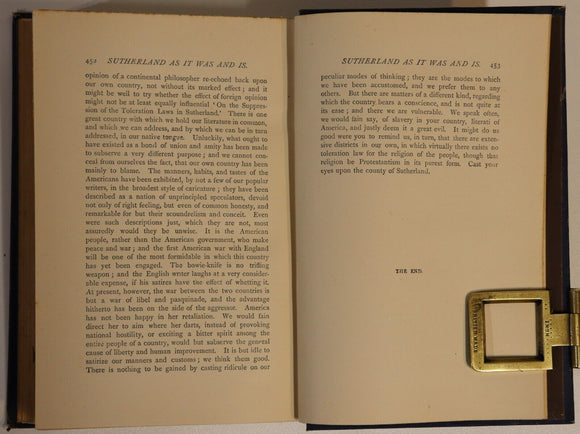 452 SUTHERLAND AS IT WAS AND IS.
opinion of a continental philosopher re-echoed back upon
our own country, not without its marked effect; and it
might be well to try whether the effect of foreign opinion
might not be at least equally influential 'On the Suppres-
sion of the Toleration Laws in Sutherland.' There is one
great country with which we hold our literature in common,
and which we can address, and by which we can be in turn
addressed, in our native tongue. Unluckily, what ought to
have existed as a bond of union and amity has been made
to subserve a very different purpose; and we cannot con-
ceal from ourselves the fact, that our own country has been
mainly to blame. The manners, habits, and tastes of the
Americans have been exhibited, by not a few of our popular
writers, in the broadest style of caricature; they have been
described as a nation of unprincipled speculators, devoid
not only of right feeling, but even of common honesty, and
remarkable for but their scoundrelism and conceit. Even
were such descriptions just, which they are not, most
assuredly would they be unwise. It is the American
people, rather than the American government, who make
peace and war; and the first American war with England
will be one of the most formidable in which this country
has yet been engaged. The bowie-knife is no trifling
weapon; and the English writer laughs at a very consider-
able expense, if his satires have the effect of whetting it.
At present, however, the war between the two countries is
but a war of libel and pasquinade, and the advantage
hitherto has been on the side of the aggressor. America
has not been happy in her retaliation. We would fain
direct her to aim where her darts, instead of provoking
national hostility, or exciting a bitter spirit among the
entire people of a country, would but subserve the general
cause of liberty and human improvement. It is but idle to
satirize our manners and customs; we think them good.
There is nothing to be gained by casting ridicule on our
SUTHERLAND AS IT WAS AND IS. 453
peculiar modes of thinking; they are the modes to which
we have been accustomed, and we prefer them to any
others. But there are matters of a different kind, regarding
which the country bears a conscience, and is not quite at
its ease; and there we are vulnerable. We speak often,
we would fain say, of slavery in your country, literati of
America, and justly deem it a great evil. It might do us
good were you to remind us, in turn, that there are exten-
sive districts in our own, in which virtually there exists no
toleration law for the religion of the people, though that
religion be Protestantism in its purest form. Cast your
eyes upon the county of Sutherland.
THE END.